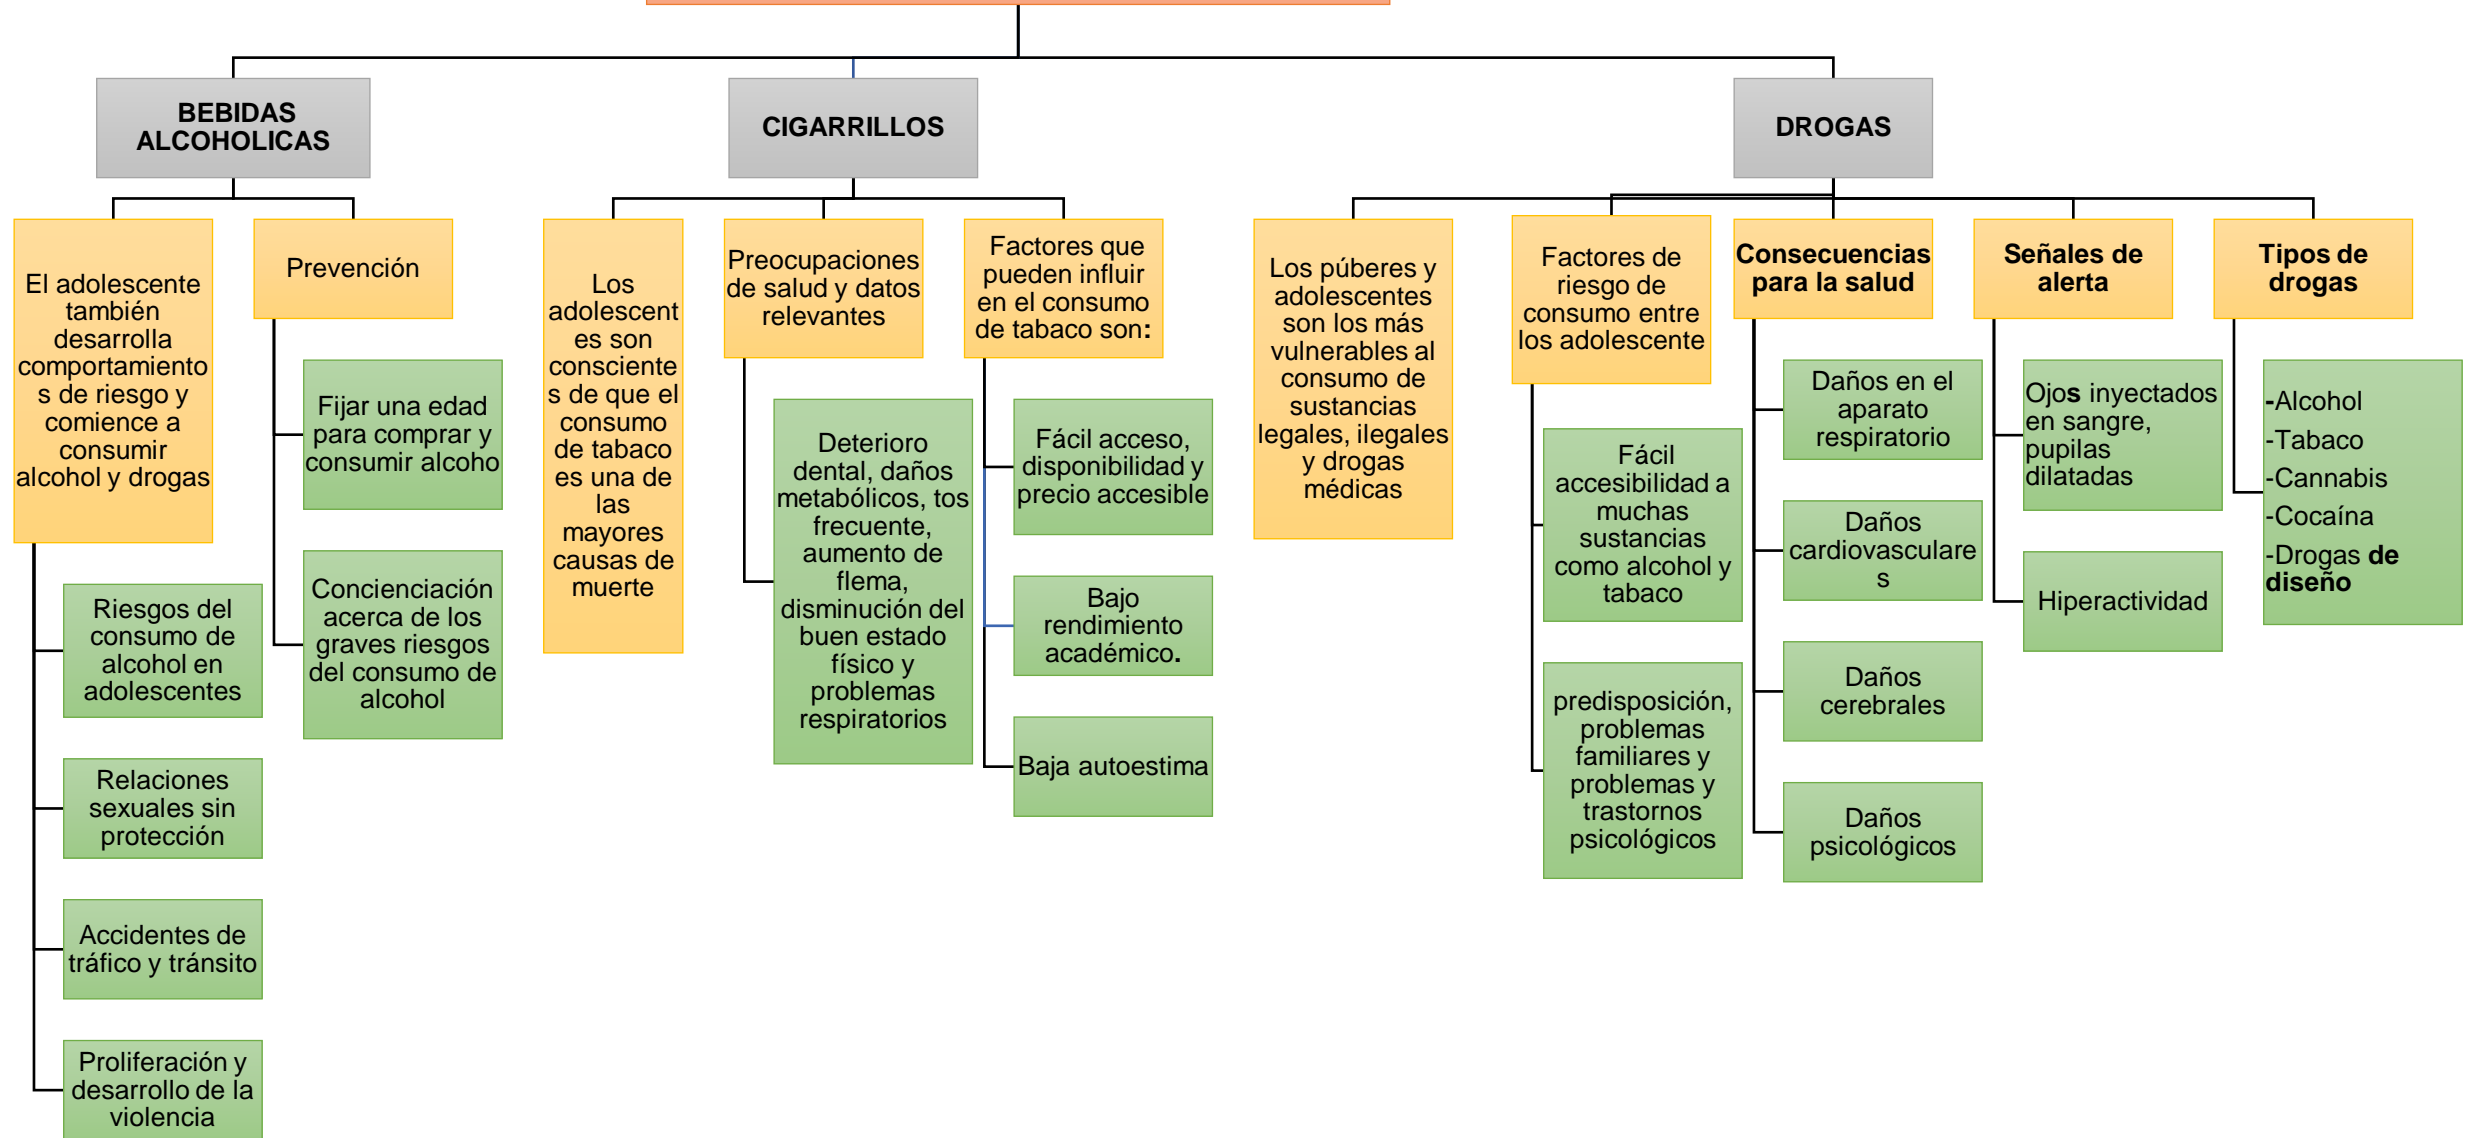 BEBIDAS
ALCOHOLICAS
El adolescente
también
desarrolla
comportamiento
s de riesgo y
comience a
consumir
alcohol y drogas
Riesgos del
consumo de
alcohol en
adolescentes
Relaciones
sexuales sin
protección
Accidentes de
tráfico y tránsito
Proliferación y
desarrollo de la
violencia
Prevención
Fijar una edad
para comprar y
consumir alcoho
Concienciación
acerca de los
graves riesgos
del consumo de
alcohol
CIGARRILLOS
Los
adolescent
es son
consciente
s de que el
consumo
de tabaco
es una de
las
mayores
causas de
muerte
Preocupaciones
de salud y datos
relevantes
Deterioro
dental, daños
metabólicos, tos
frecuente,
aumento de
flema,
disminución del
buen estado
físico y
problemas
respiratorios
Factores que
pueden influir
en el consumo
de tabaco son:
Fácil acceso,
disponibilidad y
precio accesible
Bajo
rendimiento
académico.
Baja autoestima
DROGAS
Los púberes y
adolescentes
son los más
vulnerables al
consumo de
sustancias
legales, ilegales
y drogas
médicas
Factores de
riesgo de
consumo entre
los adolescente
Fácil
accesibilidad a
muchas
sustancias
como alcohol y
tabaco
predisposición,
problemas
familiares y
problemas y
trastornos
psicológicos
Consecuencias
para la salud
Daños en el
aparato
respiratorio
Daños
cardiovasculare
s
Daños
cerebrales
Daños
psicológicos
Señales de
alerta
Ojos inyectados
en sangre,
pupilas
dilatadas
Hiperactividad
Tipos de
drogas
-Alcohol
-Tabaco
-Cannabis
-Cocaína
-Drogas de
diseño